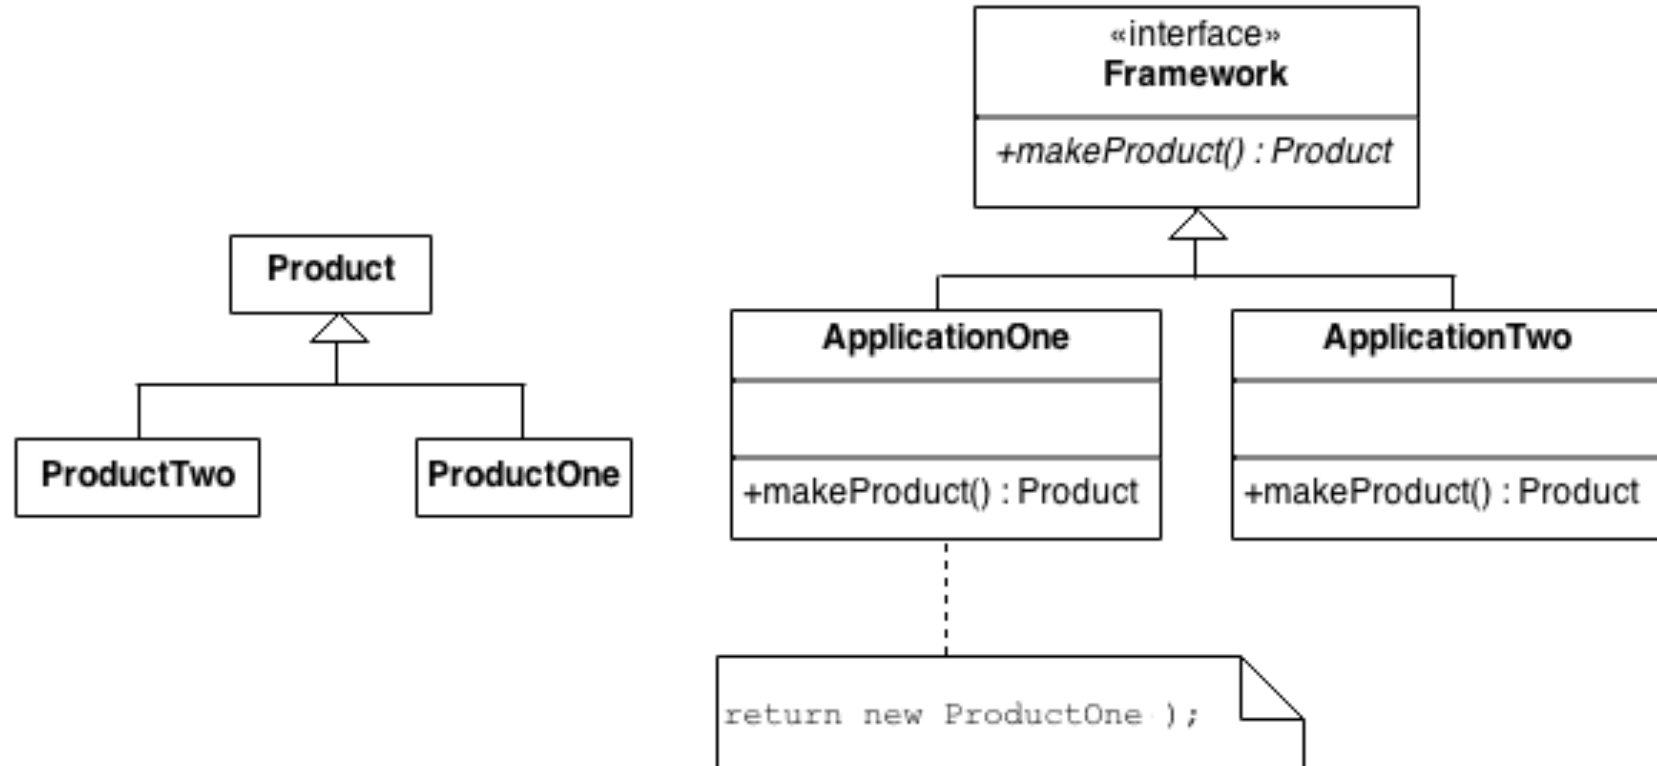 «interface»
Framework
+makeProduct() : Product
Product
ProductTwo
ProductOne
ApplicationOne
+makeProduct() : Product
ApplicationTwo
+makeProduct() : Product
return new ProductOne );